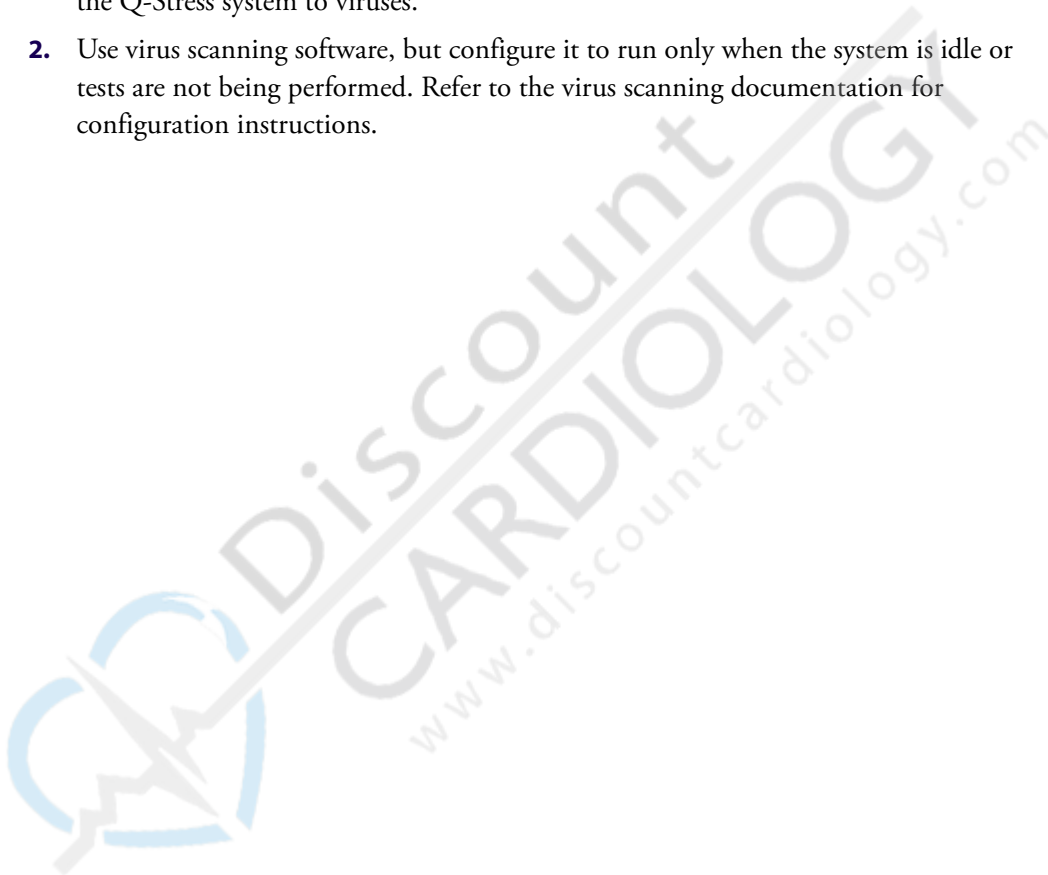 the Q-Stress system to viruses.
2. Use virus scanning software, but configure it to run only when the system is idle or
tests are not being performed. Refer to the virus scanning documentation for
configuration instructions.
Discount
CARDIOLOGY
www.discountcardiology.com